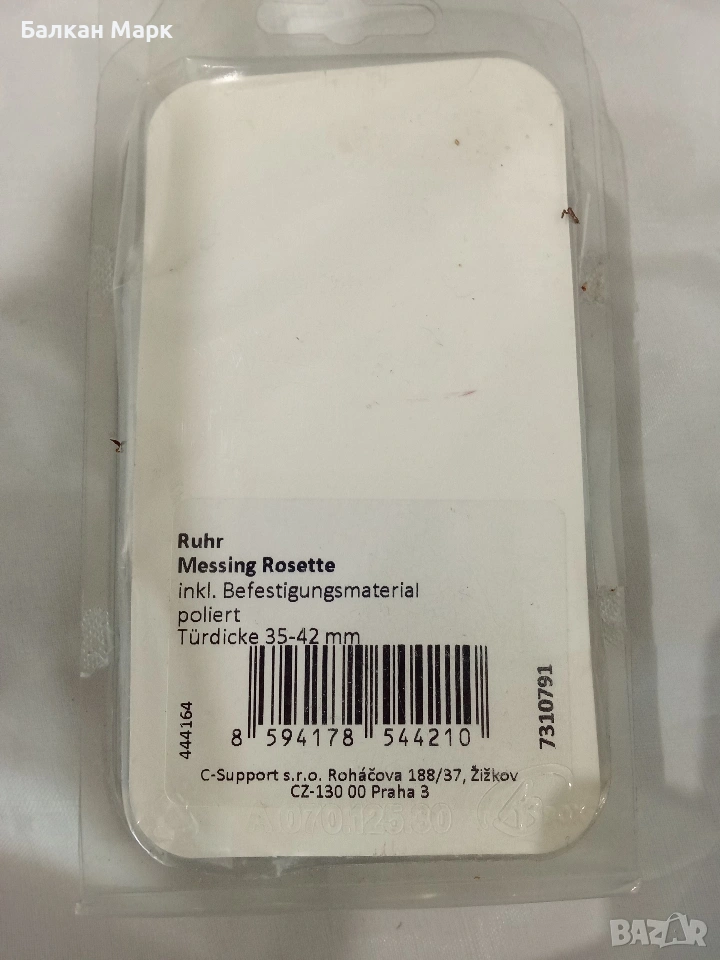 Балкан Марк
Ruhr
Messing Rosette
inkl. Befestigungsmaterial
poliert
Türdicke 35-42 mm
444164
8 594178 544210
7310791
C-Support s.r.o. Roháčova 188/37, Žižkov
CZ-130 00 Praha 3
BAZAR